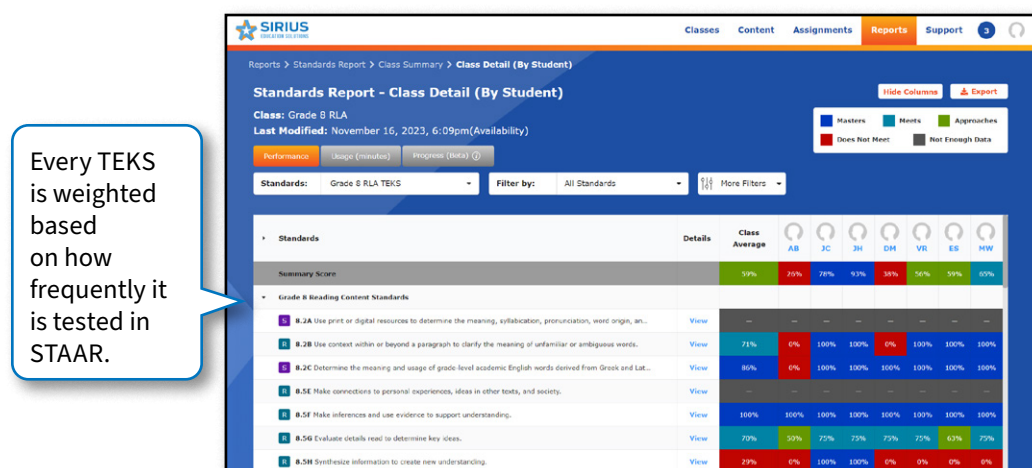 SIRIUS
EDUCATION SOLUTIONS
Classes Content Assignments Reports Support 3
Reports > Standards Report > Class Summary > Class Detail (By Student)
Standards Report - Class Detail (By Student)
Hide Columns Export
Class: Grade 8 RLA
Last Modified: November 16, 2023, 6:09pm(Availability)
Masters Meets Approaches
Does Not Meet Not Enough Data
Performance Usage (minutes) Progress (Beta)
Standards: Grade 8 RLA TEKS Filter by: All Standards More Filters
Every TEKS
is weighted
based
on how
frequently it
is tested in
STAAR.
Standards Details Class Average AB JC JH DM VR ES MW
Summary Score 59% 26% 78% 93% 38% 56% 59% 65%
Grade 8 Reading Content Standards
S 8.2A Use print or digital resources to determine the meaning, syllabication, pronunciation, word origin, an... View – – – – – – – –
R 8.2B Use context within or beyond a paragraph to clarify the meaning of unfamiliar or ambiguous words. View 71% 0% 100% 100% 0% 100% 100% 100%
S 8.2C Determine the meaning and usage of grade-level academic English words derived from Greek and Lat... View 86% 0% 100% 100% 100% 100% 100% 100%
R 8.5E Make connections to personal experiences, ideas in other texts, and society. View – – – – – – – –
R 8.5F Make inferences and use evidence to support understanding. View 100% 100% 100% 100% 100% 100% 100% 100%
R 8.5G Evaluate details read to determine key ideas. View 70% 50% 75% 75% 75% 75% 63% 75%
R 8.5H Synthesize information to create new understanding. View 29% 0% 100% 100% 0% 0% 0% 0%